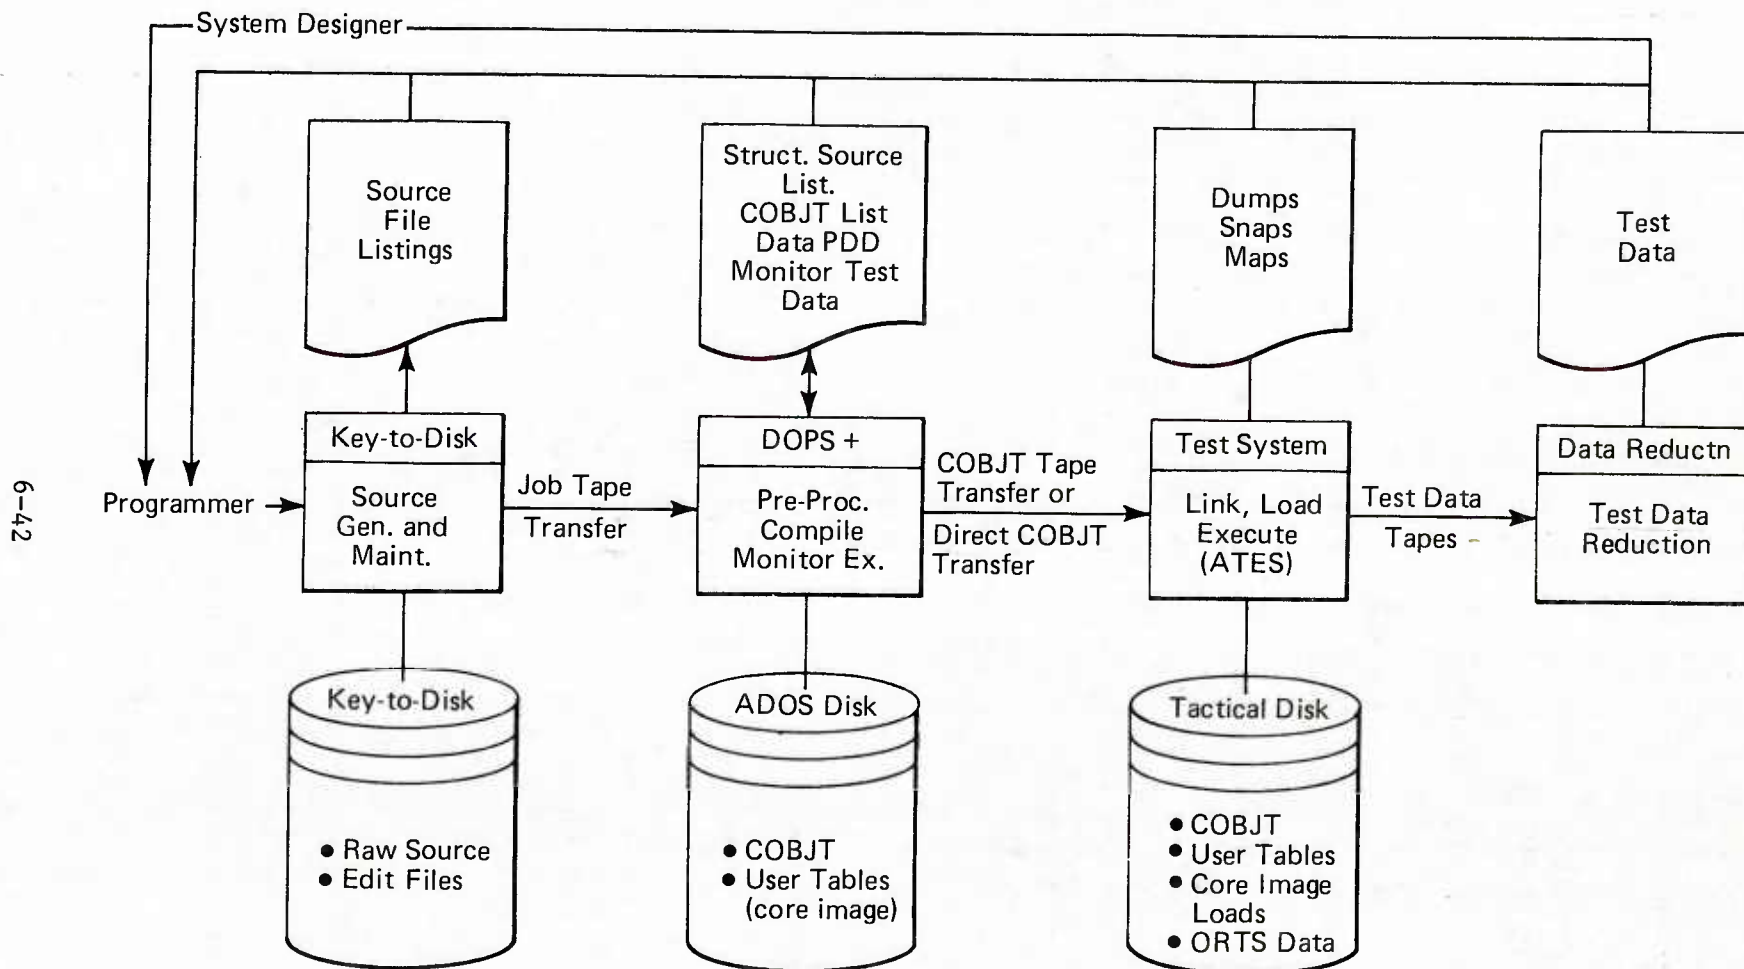 System Designer
Source
File
Listings
Struct. Source
List.
COBJT List
Data PDD
Monitor Test
Data
Dumps
Snaps
Maps
Test
Data
Programmer
Key-to-Disk
Source
Gen. and
Maint.
Job Tape
Transfer
DOPS +
Pre-Proc.
Compile
Monitor Ex.
COBJT Tape
Transfer or
Direct COBJT
Transfer
Test System
Link, Load
Execute
(ATES)
Test Data
Tapes
Data Reductn
Test Data
Reduction
Key-to-Disk
● Raw Source
● Edit Files
ADOS Disk
● COBJT
● User Tables
(core image)
Tactical Disk
● COBJT
● User Tables
● Core Image
Loads
● ORTS Data
6-42